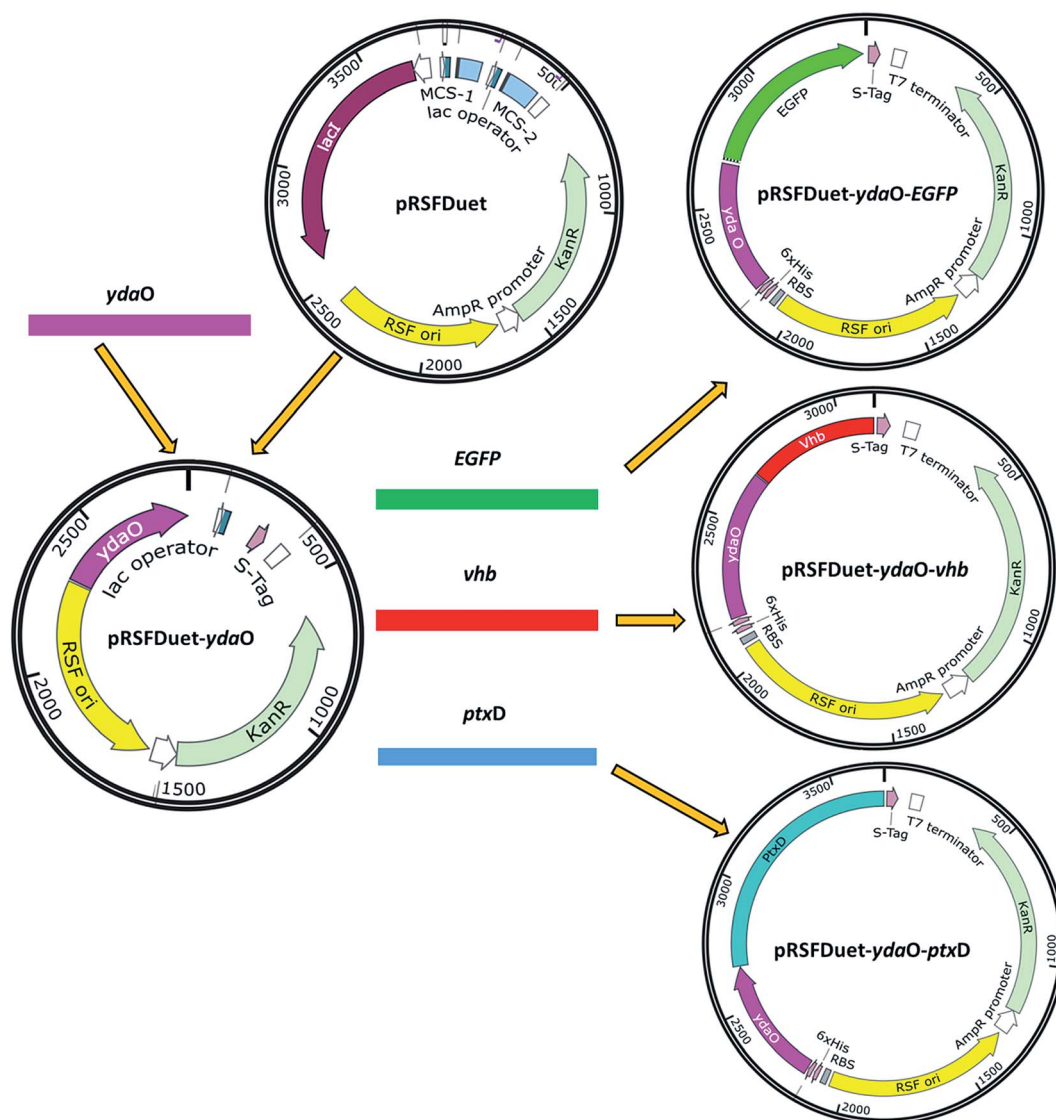 3500
500
MCS-1
lac operator
MCS-2
lacI
3000
pRSFDuet
1000
KanR
AmpR promoter
2500
RSF ori
1500
2000
ydaO
2500
ydaO
lac operator
S-Tag
500
pRSFDuet-ydaO
RSF ori
2000
KanR
1000
1500
EGFP
vhb
ptxD
3000
EGFP
S-Tag
T7 terminator
500
KanR
pRSFDuet-ydaO-EGFP
2500
yda O
1000
6xHis
RBS
AmpR promoter
RSF ori
2000
1500
3000
Vhb
S-Tag
T7 terminator
500
2500
ydaO
pRSFDuet-ydaO-vhb
KanR
6xHis
RBS
1000
AmpR promoter
2000
RSF ori
1500
3500
S-Tag
T7 terminator
500
PtxD
3000
KanR
pRSFDuet-ydaO-ptxD
1000
2500
ydaO
AmpR promoter
6xHis
RBS
RSF ori
1500
2000